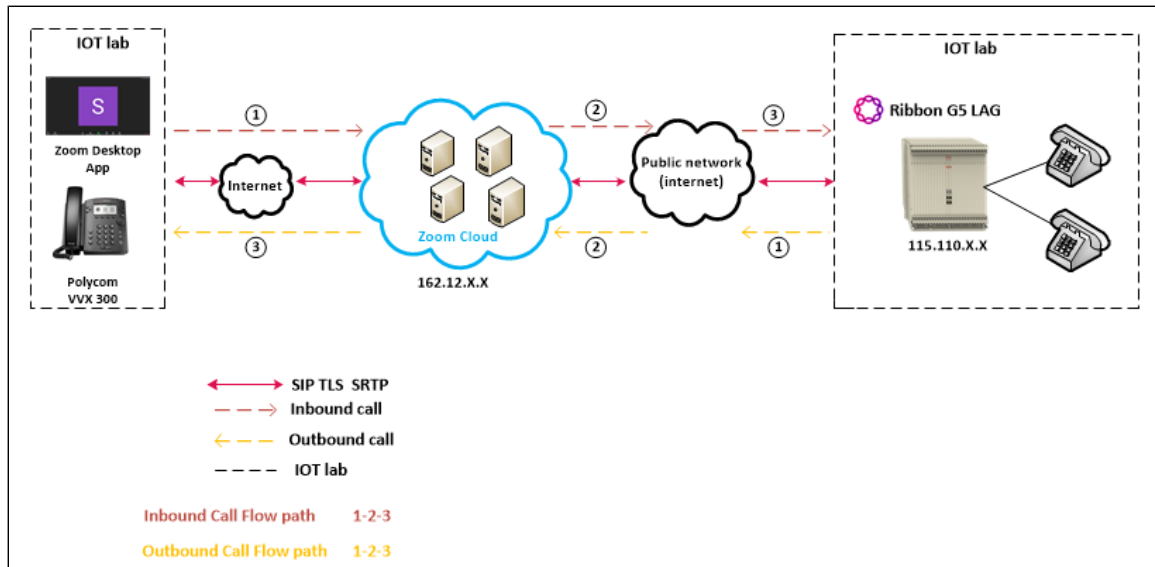 IOT lab
S
Zoom Desktop
App
Polycom
VVX 300
1
Internet
3
Zoom Cloud
162.12.X.X
2
2
Public network
(internet)
3
1
IOT lab
Ribbon G5 LAG
115.110.X.X
SIP TLS SRTP
Inbound call
Outbound call
IOT lab
Inbound Call Flow path 1-2-3
Outbound Call Flow path 1-2-3